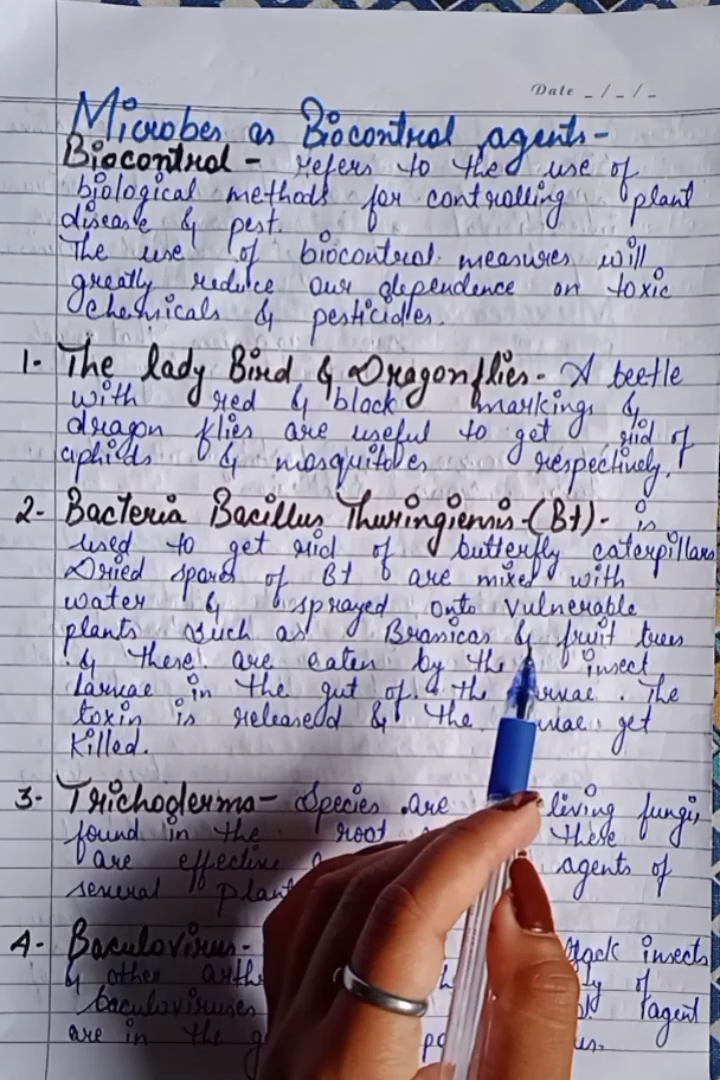 Date _/_/_
Microbes as Biocontrol agents-
Biocontrol - refers to the use of
biological methods for controlling plant
disease & pest.
The use of biocontrol measures will
greatly reduce our dependence on toxic
chemicals & pesticides.
1- The lady Bird & Dragonflies- A beetle
with red & black markings &
dragon flies are useful to get rid of
aphids & mosquitoes respectively.
2- Bacteria Bacillus Thuringiensis-(Bt)- is
used to get rid of butterfly caterpillars
Dried spores of Bt are mixed with
water & sprayed onto vulnerable
plants such as Brassicas & fruit trees
& these are eaten by the insect
larvae in the gut of the larvae. The
toxin is released & the larvae get
killed.
3- Trichoderma- Species are living fungi,
found in the root these
are effective agents of
several plant
4- Baculovirus- insects
& other of
baculoviruses agent
are in the